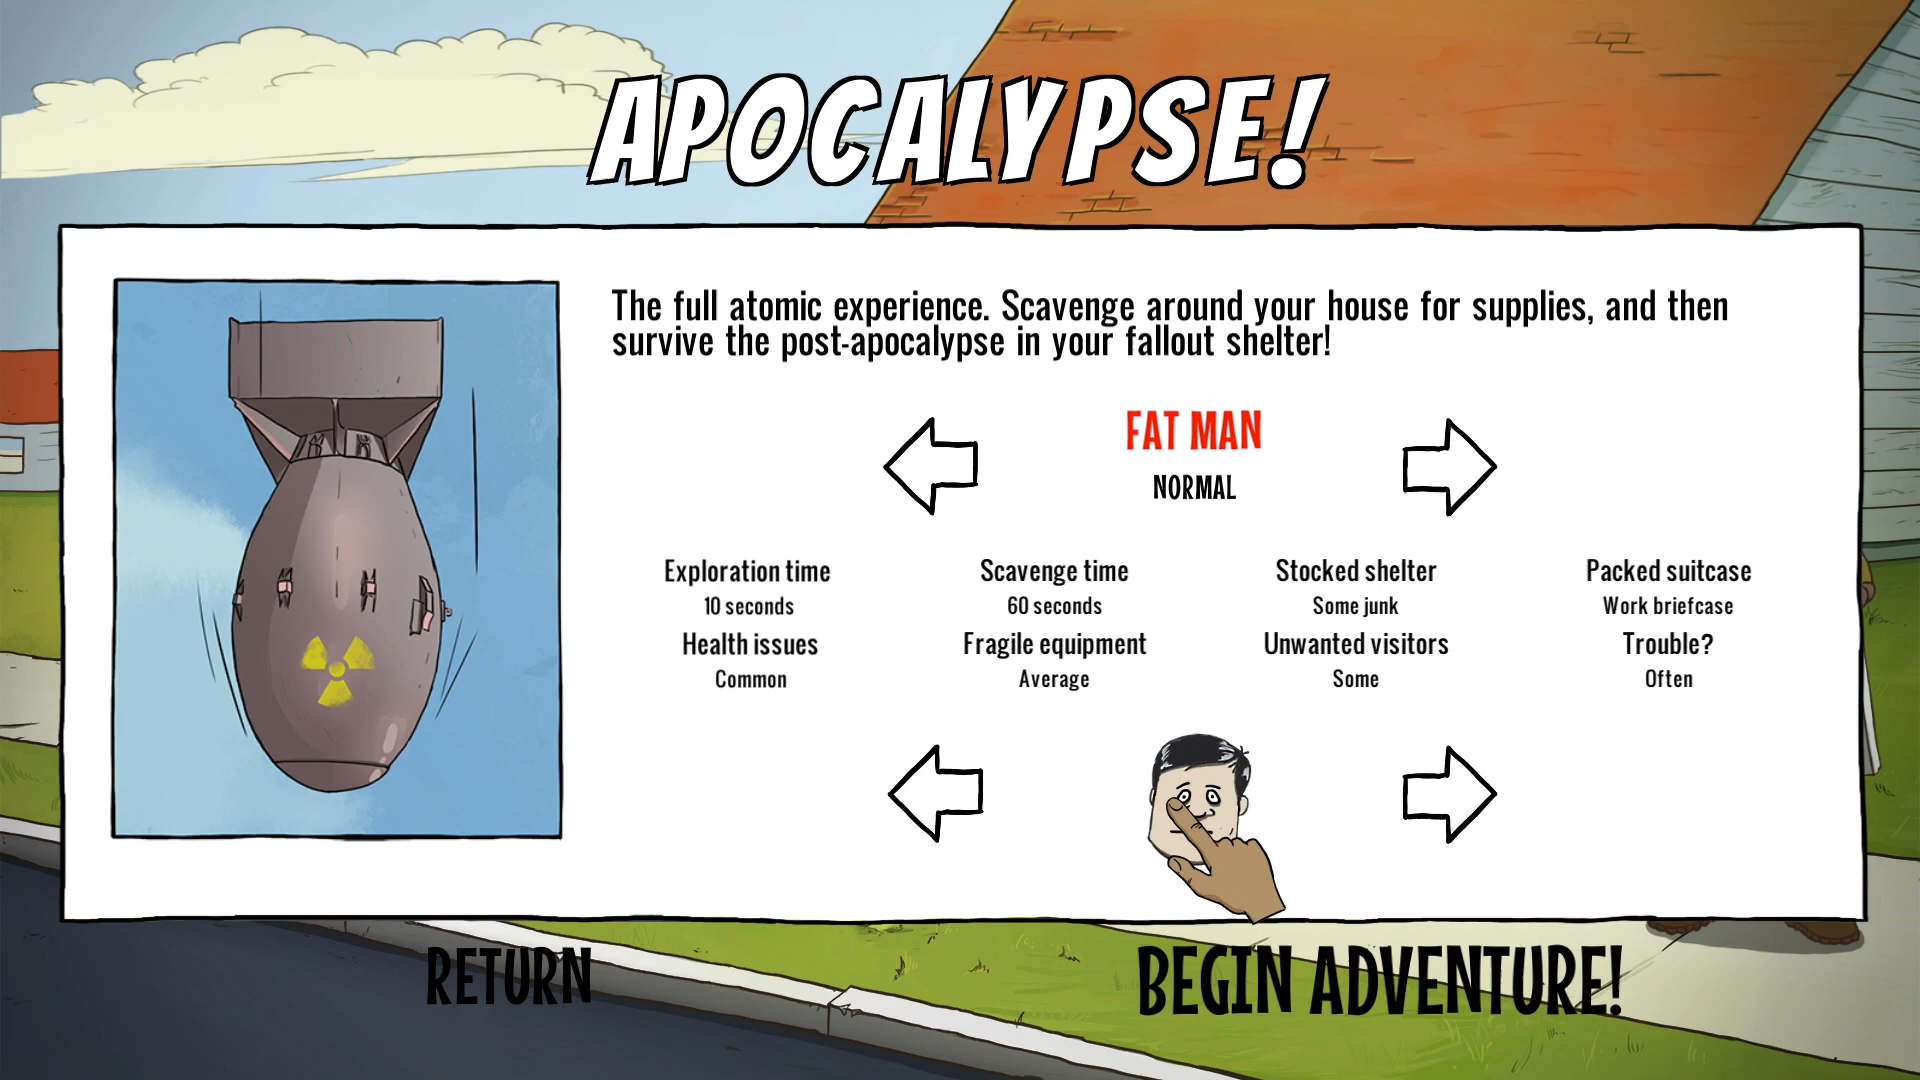 APOCALYPSE!
The full atomic experience. Scavenge around your house for supplies, and then
survive the post-apocalypse in your fallout shelter!
FAT MAN
NORMAL
Exploration time Scavenge time Stocked shelter Packed suitcase
10 seconds 60 seconds Some junk Work briefcase
Health issues Fragile equipment Unwanted visitors Trouble?
Common Average Some Often
RETURN BEGIN ADVENTURE!